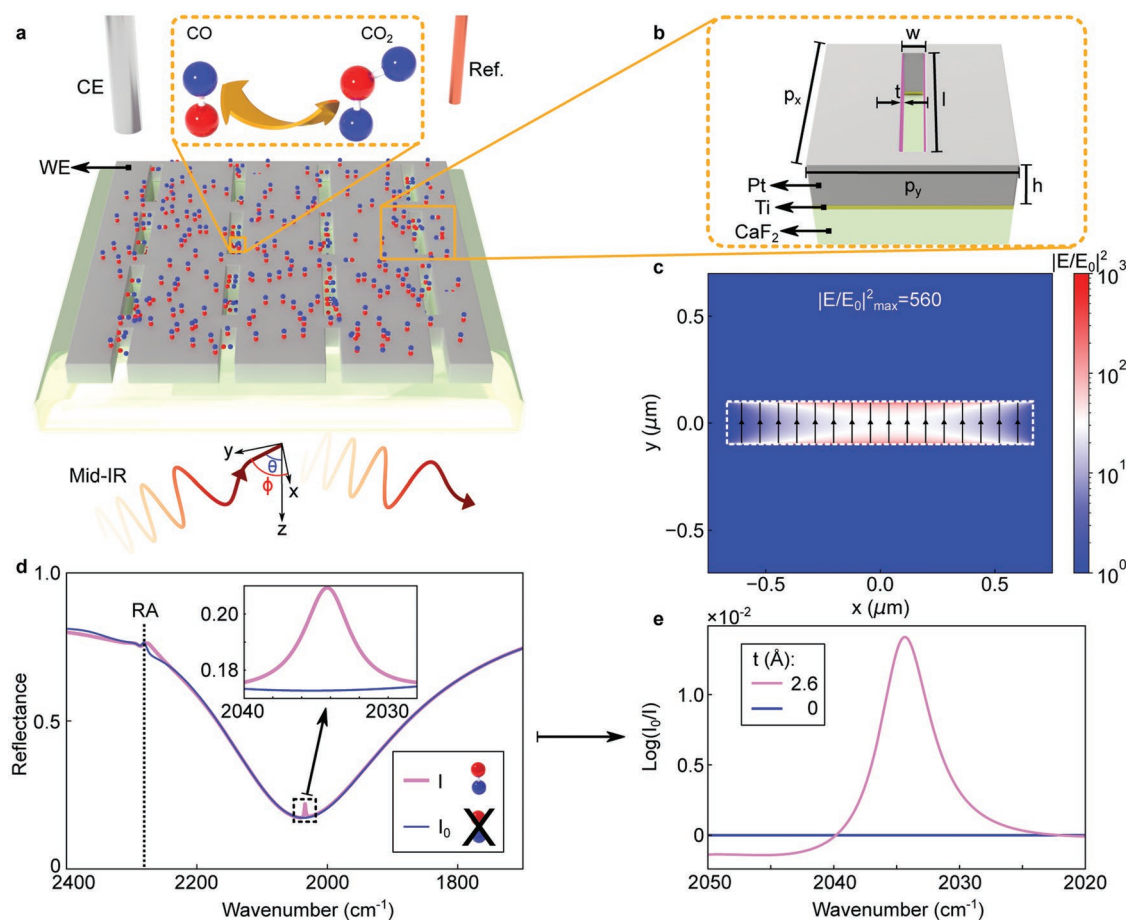 a
CO
CO₂
CE
Ref.
WE
Mid-IR
y
θ
ϕ
x
z
b
w
pₓ
t
l
p_y
h
Pt
Ti
CaF₂
c
|E/E₀|²
|E/E₀|²max=560
10³
10²
10¹
10⁰
y (μm)
0.5
0.0
−0.5
−0.5
0.0
0.5
x (μm)
d
1.0
0.5
0
Reflectance
RA
0.20
0.18
2040
2030
I
I₀
X
2400
2200
2000
1800
Wavenumber (cm⁻¹)
e
×10⁻²
t (Å):
2.6
0
1.0
0.5
0
Log(I₀/I)
2050
2040
2030
2020
Wavenumber (cm⁻¹)